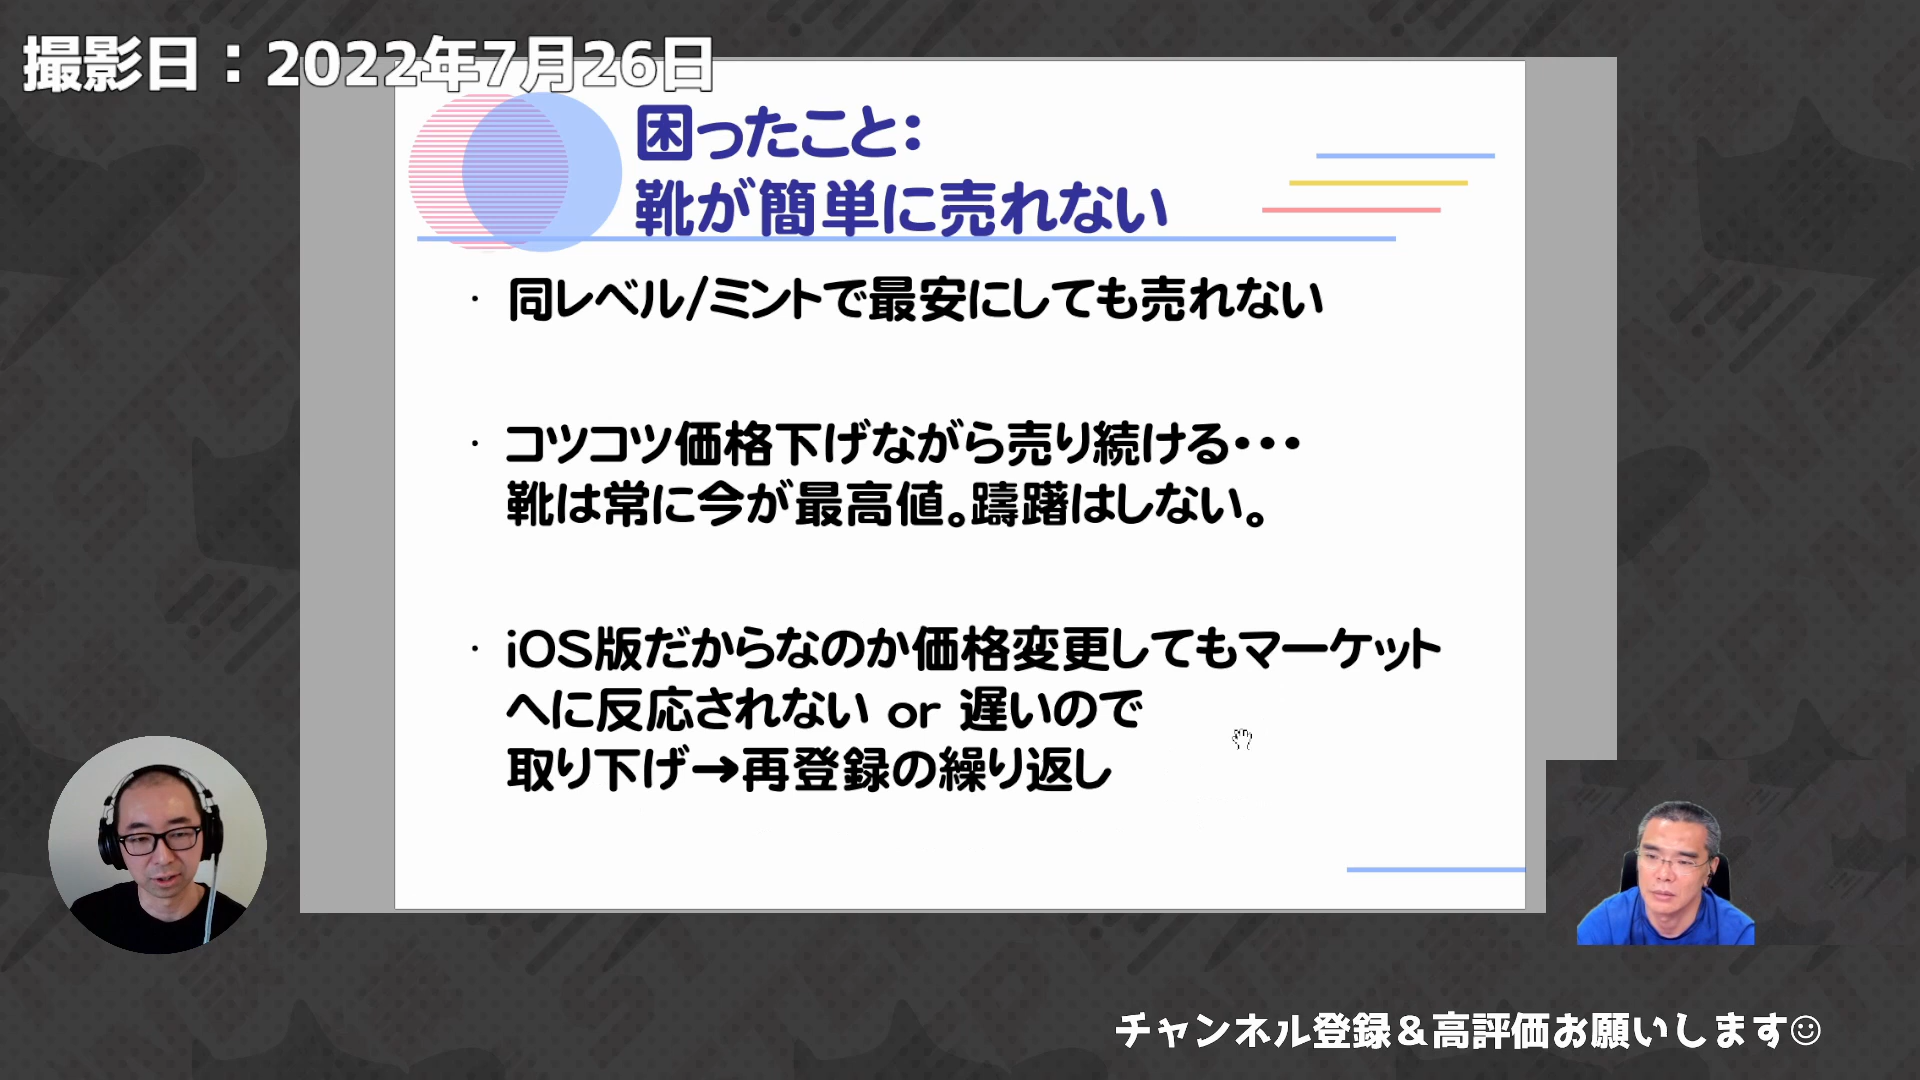 撮影日：2022年7月26日
困ったこと：
靴が簡単に売れない
・ 同レベル/ミントで最安にしても売れない
・ コツコツ価格下げながら売り続ける・・・
靴は常に今が最高値。躊躇はしない。
・ iOS版だからなのか価格変更してもマーケット
へに反応されない or 遅いので
取り下げ→再登録の繰り返し
チャンネル登録＆高評価お願いします☺